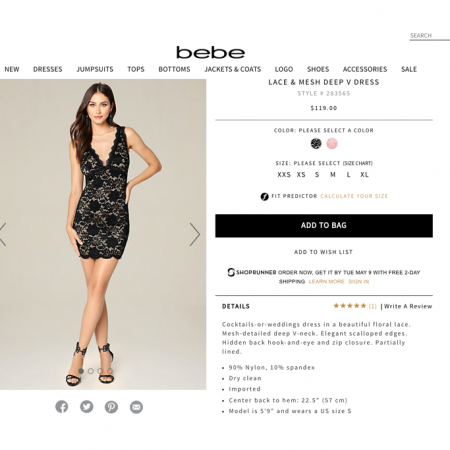 SEARCH
bebe
NEW DRESSES JUMPSUITS TOPS BOTTOMS JACKETS & COATS LOGO SHOES ACCESSORIES SALE
LACE & MESH DEEP V DRESS
STYLE # 283565
$119.00
COLOR: PLEASE SELECT A COLOR
SIZE: PLEASE SELECT (SIZE CHART)
XXS XS S M L XL
FIT PREDICTOR CALCULATE YOUR SIZE
ADD TO BAG
ADD TO WISH LIST
SHOPRUNNER ORDER NOW, GET IT BY TUE MAY 9 WITH FREE 2-DAY
SHIPPING LEARN MORE SIGN IN
DETAILS ★★★★★ (1) | Write A Review
Cocktails-or-weddings dress in a beautiful floral lace.
Mesh-detailed deep V-neck. Elegant scalloped edges.
Hidden back hook-and-eye and zip closure. Partially
lined.
• 90% Nylon, 10% spandex
• Dry clean
• Imported
• Center back to hem: 22.5" (57 cm)
• Model is 5'9" and wears a US size S